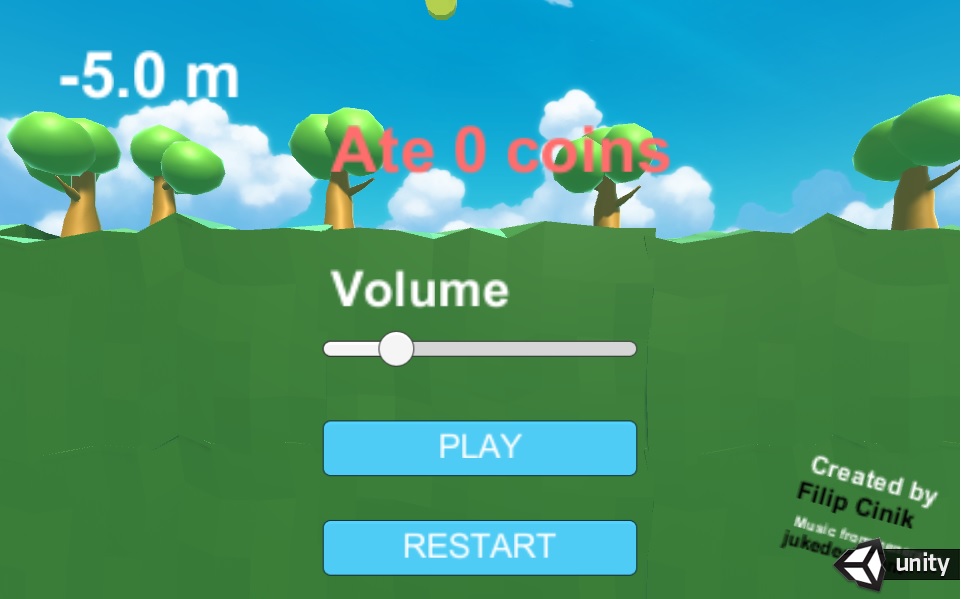 -5.0 m
Ate 0 coins
Volume
PLAY
RESTART
Created by
Filip Cinik
Music from
unity